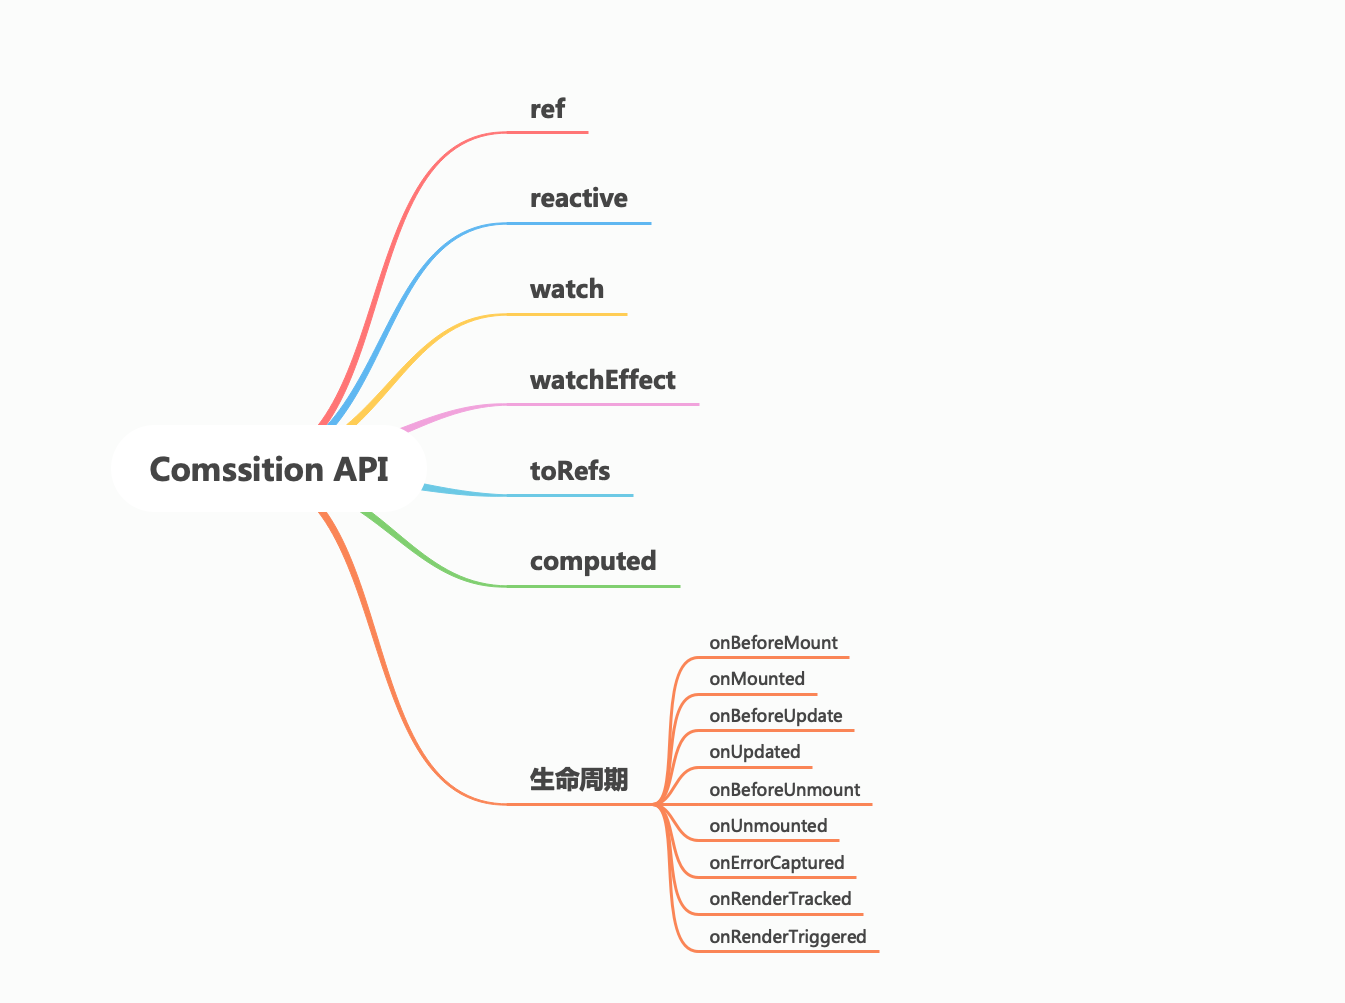 ref
reactive
watch
watchEffect
Comssition API
toRefs
computed
生命周期
onBeforeMount
onMounted
onBeforeUpdate
onUpdated
onBeforeUnmount
onUnmounted
onErrorCaptured
onRenderTracked
onRenderTriggered